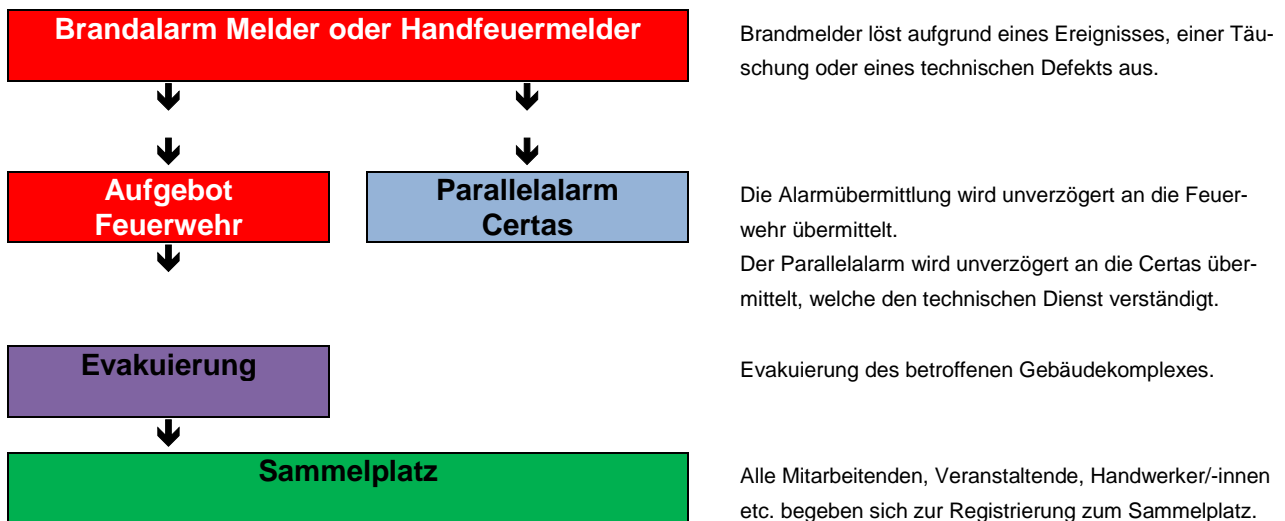 Brandalarm Melder oder Handfeuermelder
Brandmelder löst aufgrund eines Ereignisses, einer Täu-
schung oder eines technischen Defekts aus.
Aufgebot
Feuerwehr
Parallelalarm
Certas
Die Alarmübermittlung wird unverzögert an die Feuer-
wehr übermittelt.
Der Parallelalarm wird unverzögert an die Certas über-
mittelt, welche den technischen Dienst verständigt.
Evakuierung
Evakuierung des betroffenen Gebäudekomplexes.
Sammelplatz
Alle Mitarbeitenden, Veranstaltende, Handwerker/-innen
etc. begeben sich zur Registrierung zum Sammelplatz.